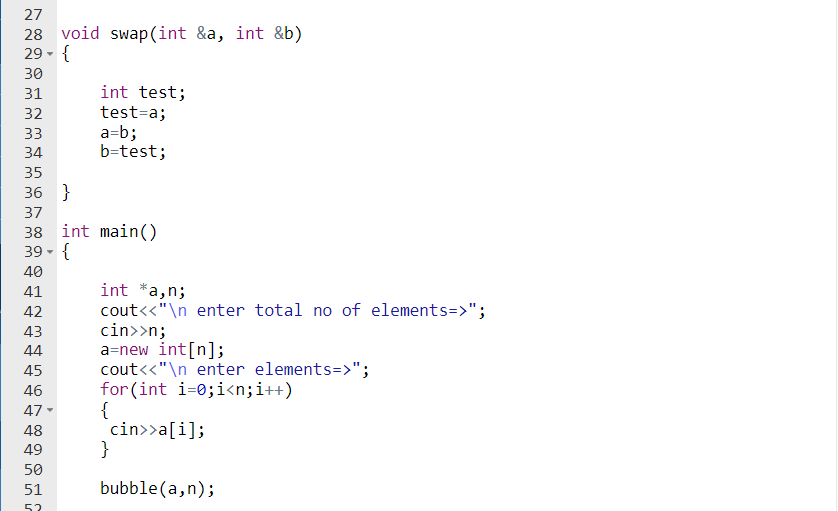 27
28 void swap(int &a, int &b)
29 {
30
31     int test;
32     test=a;
33     a=b;
34     b=test;
35
36 }
37
38 int main()
39 {
40
41     int *a,n;
42     cout<<"\n enter total no of elements=>";
43     cin>>n;
44     a=new int[n];
45     cout<<"\n enter elements=>";
46     for(int i=0;i<n;i++)
47     {
48      cin>>a[i];
49     }
50
51     bubble(a,n);
52